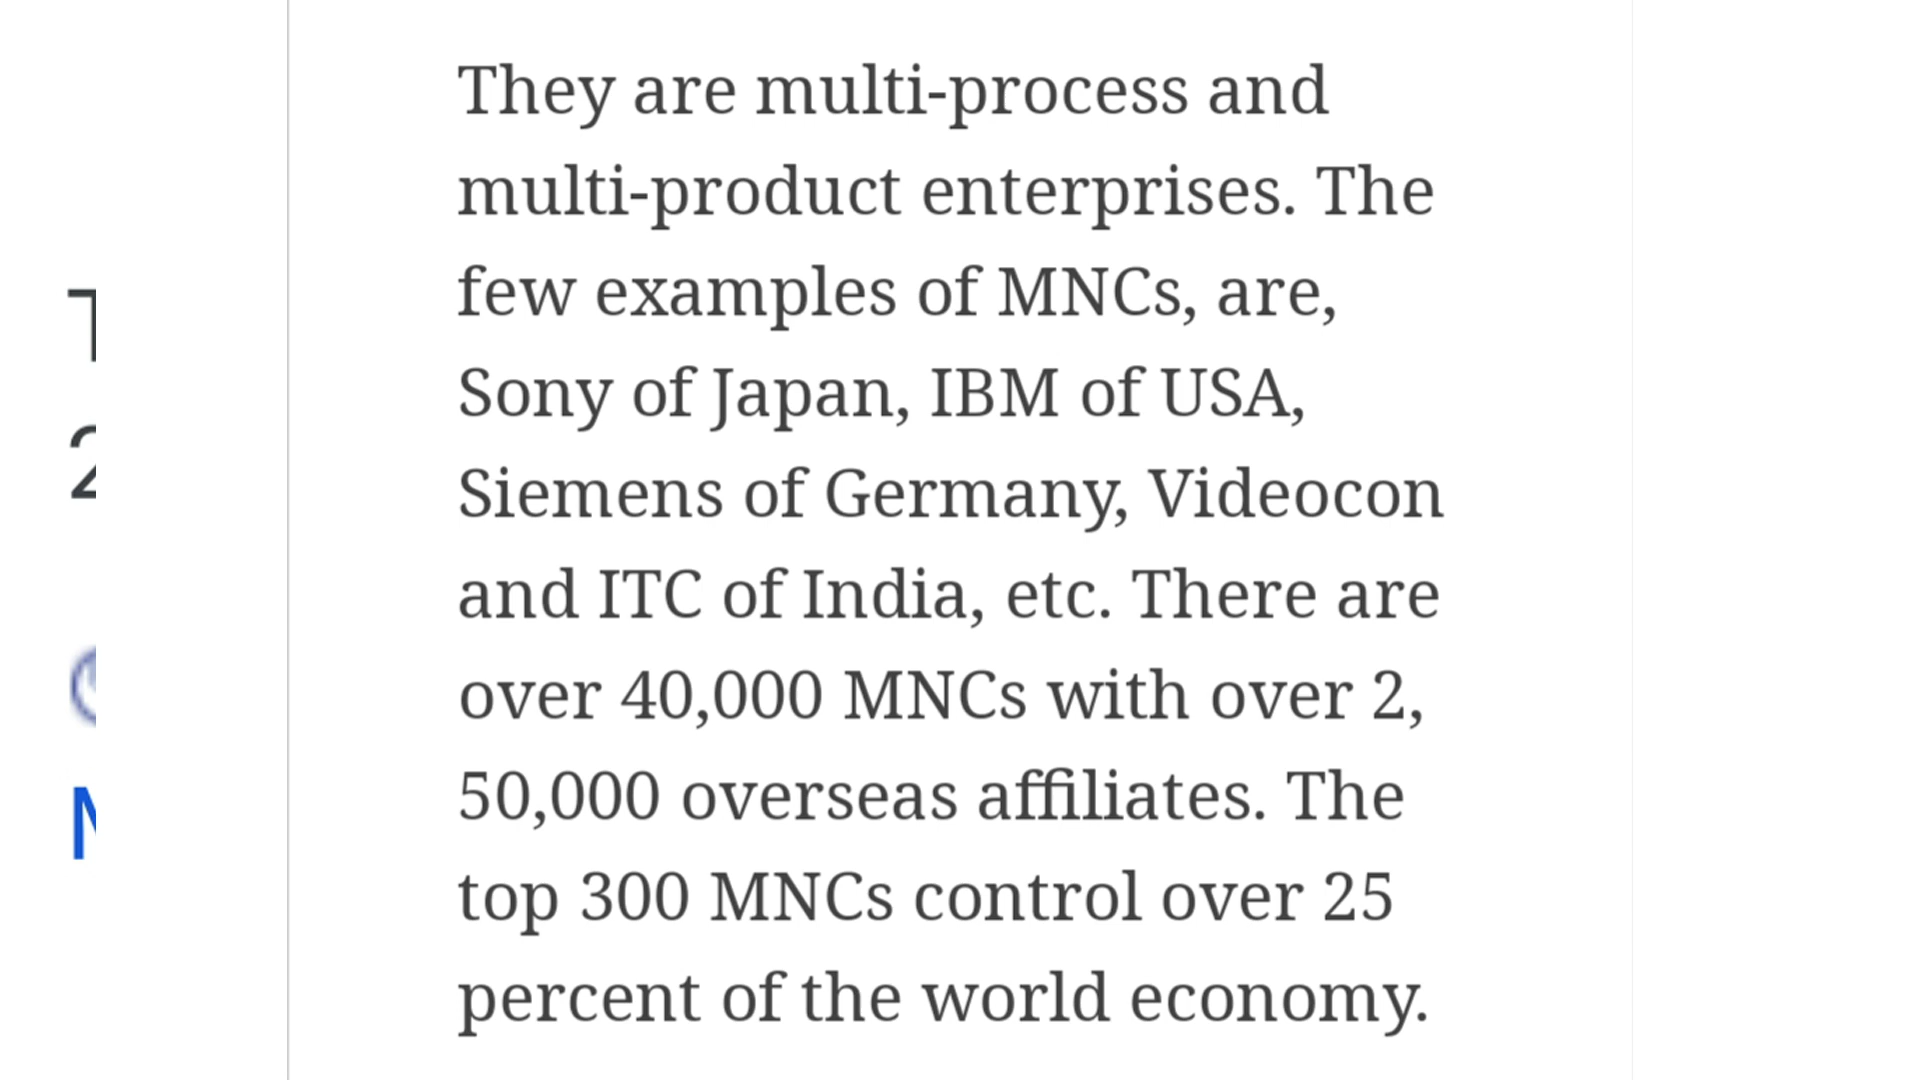 They are multi-process and
multi-product enterprises. The
few examples of MNCs, are,
Sony of Japan, IBM of USA,
Siemens of Germany, Videocon
and ITC of India, etc. There are
over 40,000 MNCs with over 2,
50,000 overseas affiliates. The
top 300 MNCs control over 25
percent of the world economy.